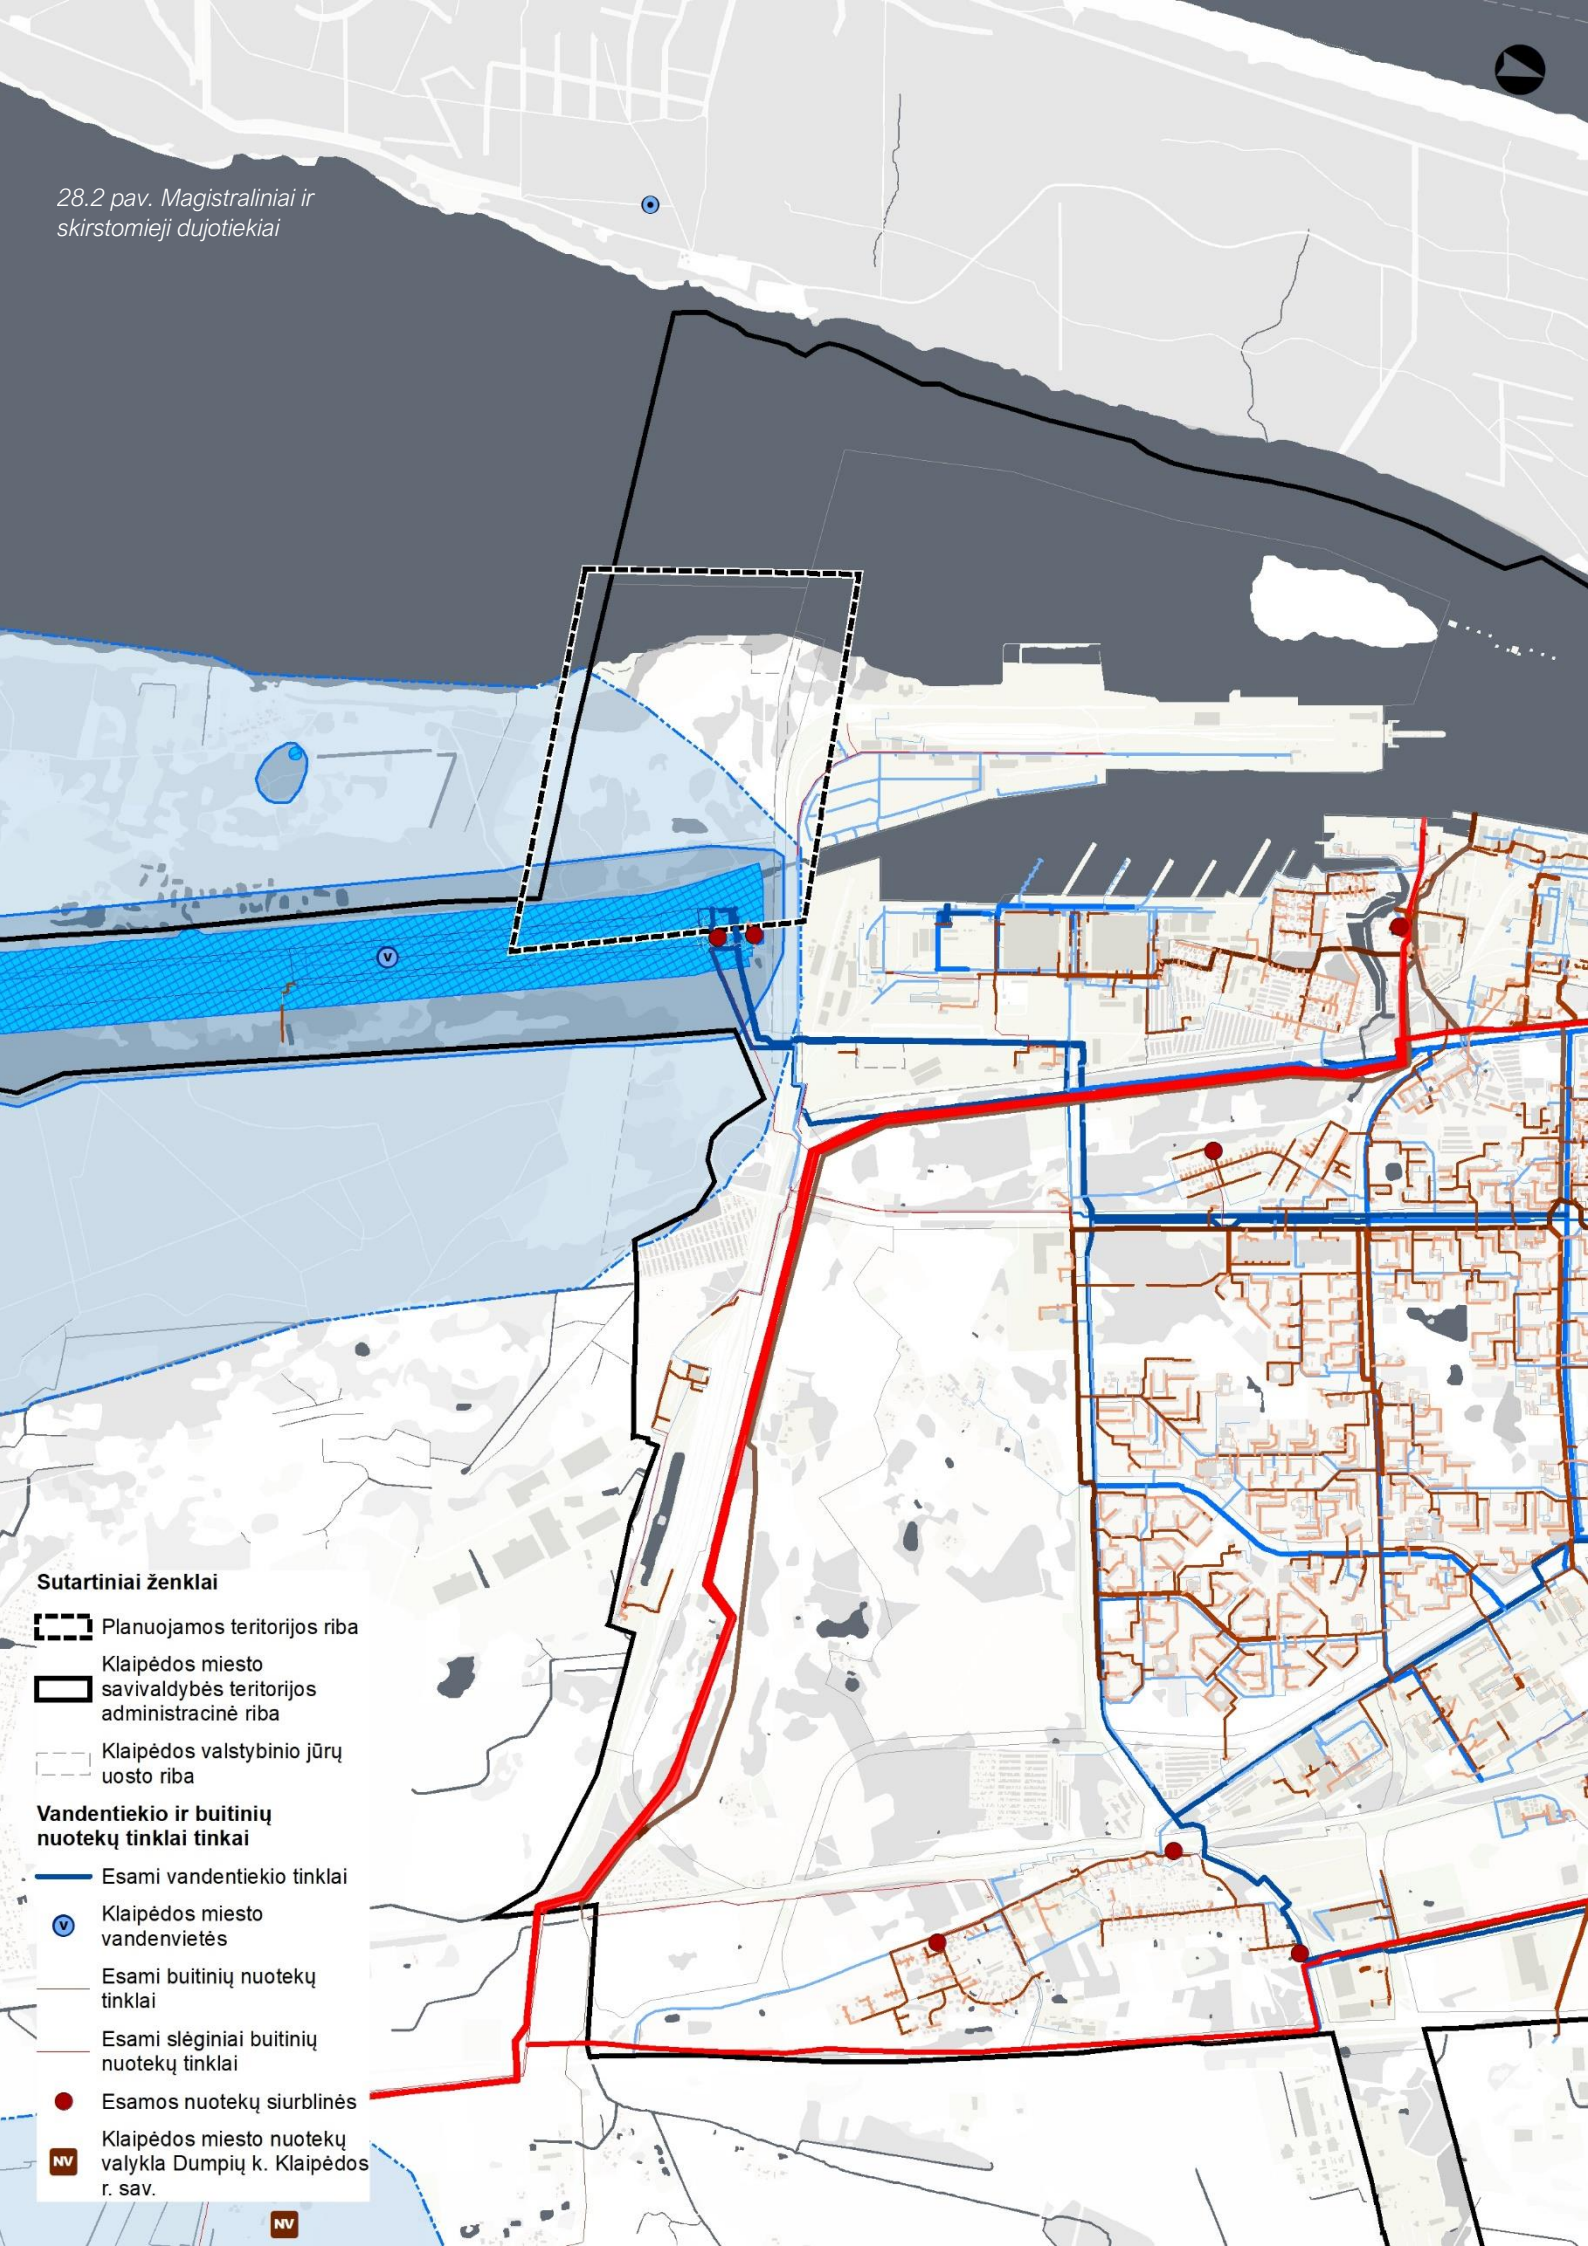 28.2 pav. Magistraliniai ir
skirstomieji dujotiekiai
V
Sutartiniai ženklai
Planuojamos teritorijos riba
Klaipėdos miesto
savivaldybės teritorijos
administracinė riba
Klaipėdos valstybinio jūrų
uosto riba
Vandentiekio ir buitinių
nuotekų tinklai tinkai
Esami vandentiekio tinklai
V
Klaipėdos miesto
vandenvietės
Esami buitinių nuotekų
tinklai
Esami slėginiai buitinių
nuotekų tinklai
Esamos nuotekų siurblinės
NV
Klaipėdos miesto nuotekų
valykla Dumpių k. Klaipėdos
r. sav.
NV